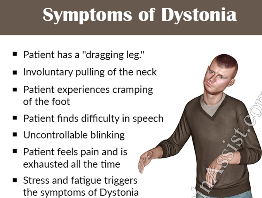 Symptoms of Dystonia
Patient has a "dragging leg."
Involuntary pulling of the neck
Patient experiences cramping
of the foot
Patient finds difficulty in speech
Uncontrollable blinking
Patient feels pain and is
exhausted all the time
Stress and fatigue triggers
the symptoms of Dystonia